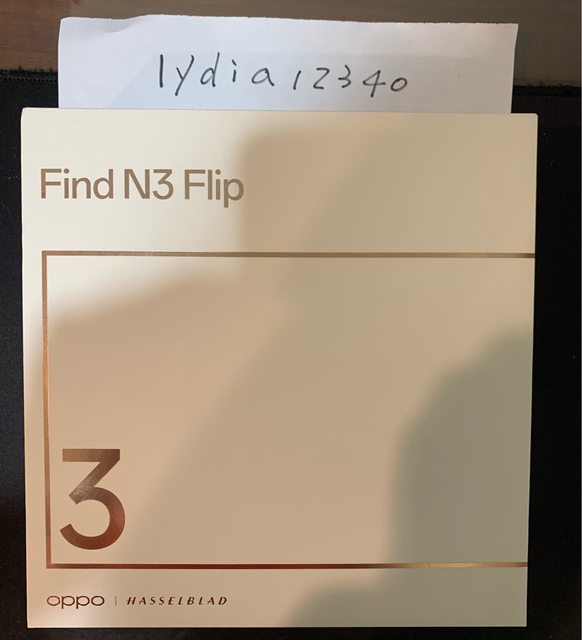 lydia12340
Find N3 Flip
3
oppo | HASSELBLAD